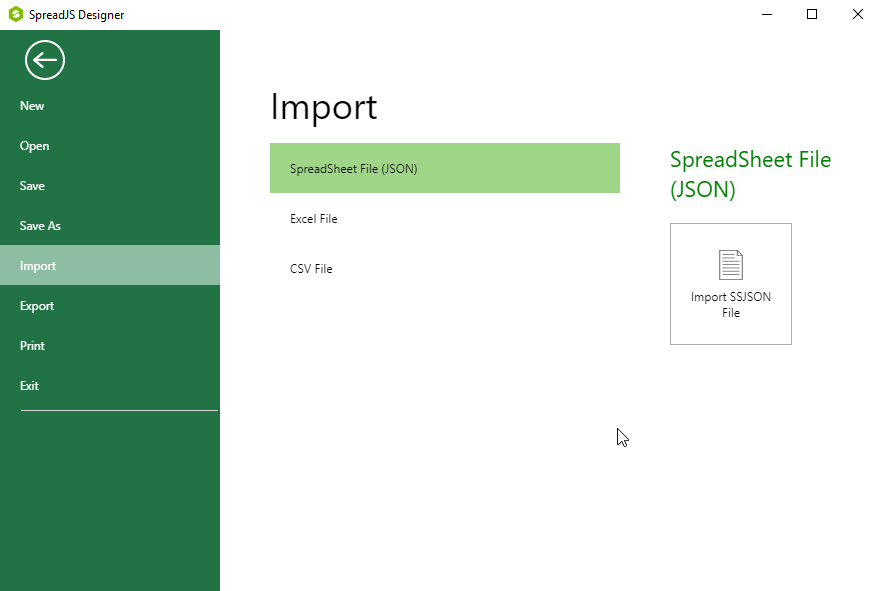 SpreadJS Designer
New
Open
Save
Save As
Import
Export
Print
Exit
Import
SpreadSheet File (JSON)
Excel File
CSV File
SpreadSheet File
(JSON)
Import SSJSON
File